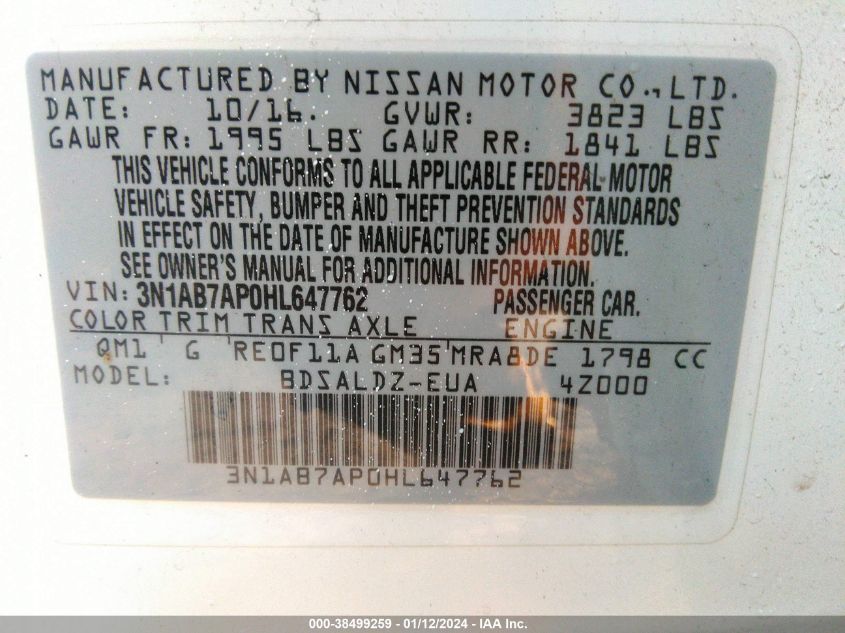 MANUFACTURED BY NISSAN MOTOR CO., LTD.
DATE: 10/16. GVWR: 3823 LBS
GAWR FR: 1995 LBS GAWR RR: 1841 LBS
THIS VEHICLE CONFORMS TO ALL APPLICABLE FEDERAL MOTOR
VEHICLE SAFETY, BUMPER AND THEFT PREVENTION STANDARDS
IN EFFECT ON THE DATE OF MANUFACTURE SHOWN ABOVE.
SEE OWNER'S MANUAL FOR ADDITIONAL INFORMATION.
VIN: 3N1AB7AP0HL647762 PASSENGER CAR.
COLOR TRIM TRANS AXLE ENGINE
QM1 G RE0F11A GM35 MRA8DE 1798 CC
MODEL: BDSALDZ-EUA 4Z000
3N1AB7AP0HL647762
000-38499259 - 01/12/2024 - IAA Inc.